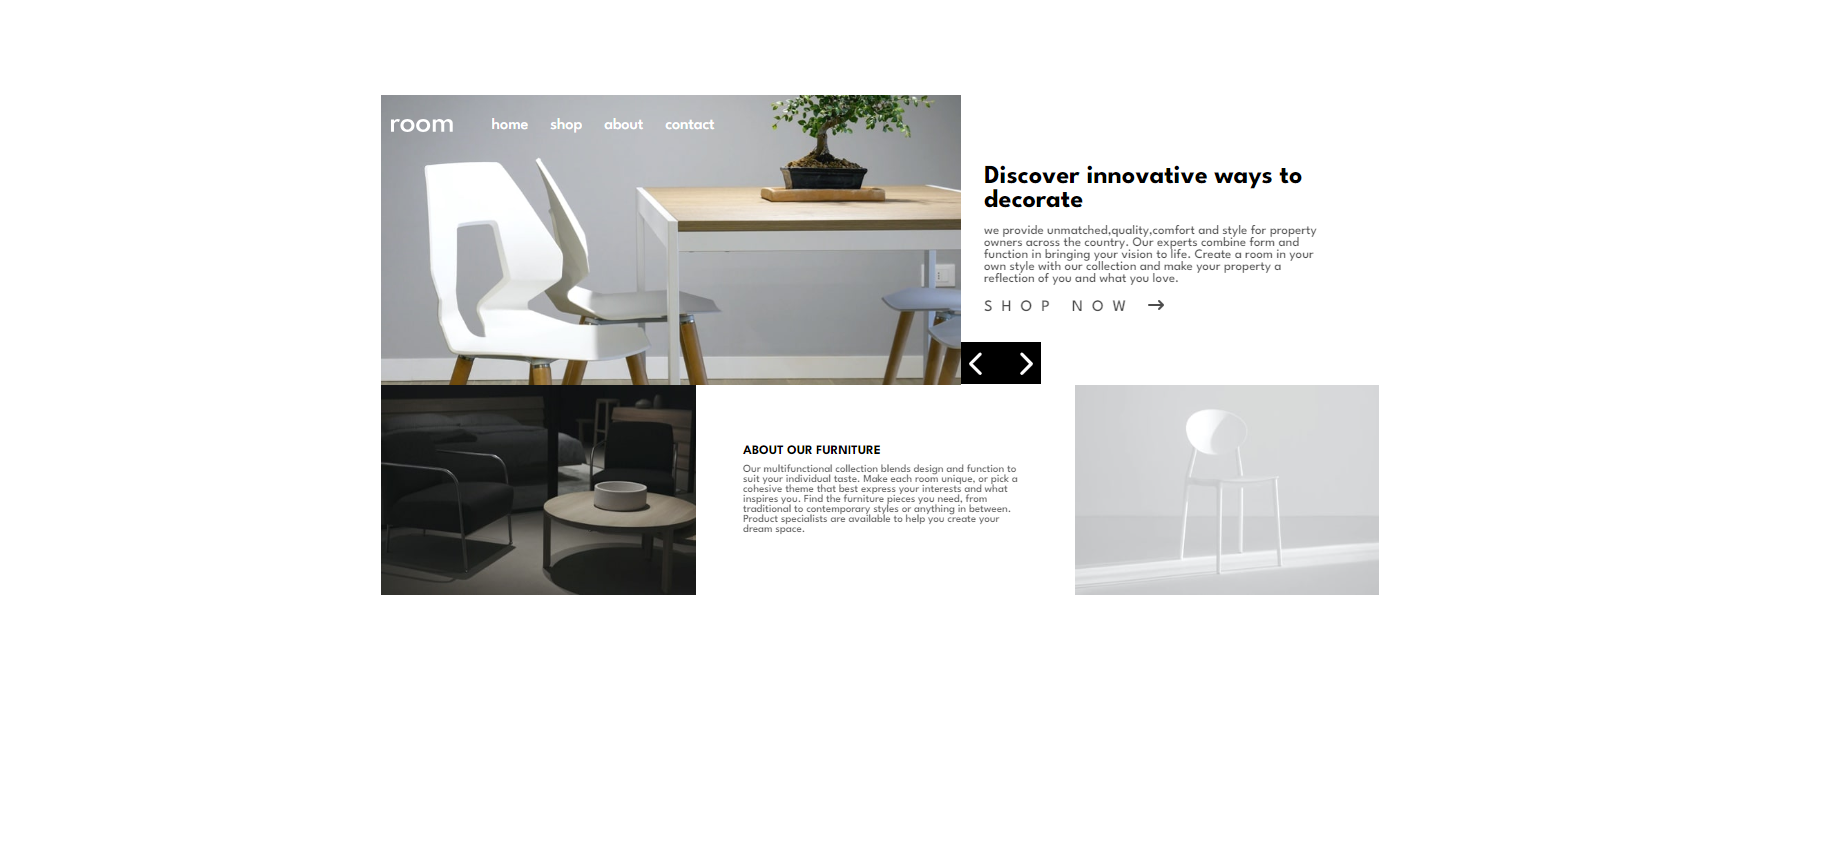 room
home shop about contact
Discover innovative ways to
decorate
we provide unmatched,quality,comfort and style for property
owners across the country. Our experts combine form and
function in bringing your vision to life. Create a room in your
own style with our collection and make your property a
reflection of you and what you love.
SHOP NOW →
ABOUT OUR FURNITURE
Our multifunctional collection blends design and function to
suit your individual taste. Make each room unique, or pick a
cohesive theme that best express your interests and what
inspires you. Find the furniture pieces you need, from
traditional to contemporary styles or anything in between.
Product specialists are available to help you create your
dream space.